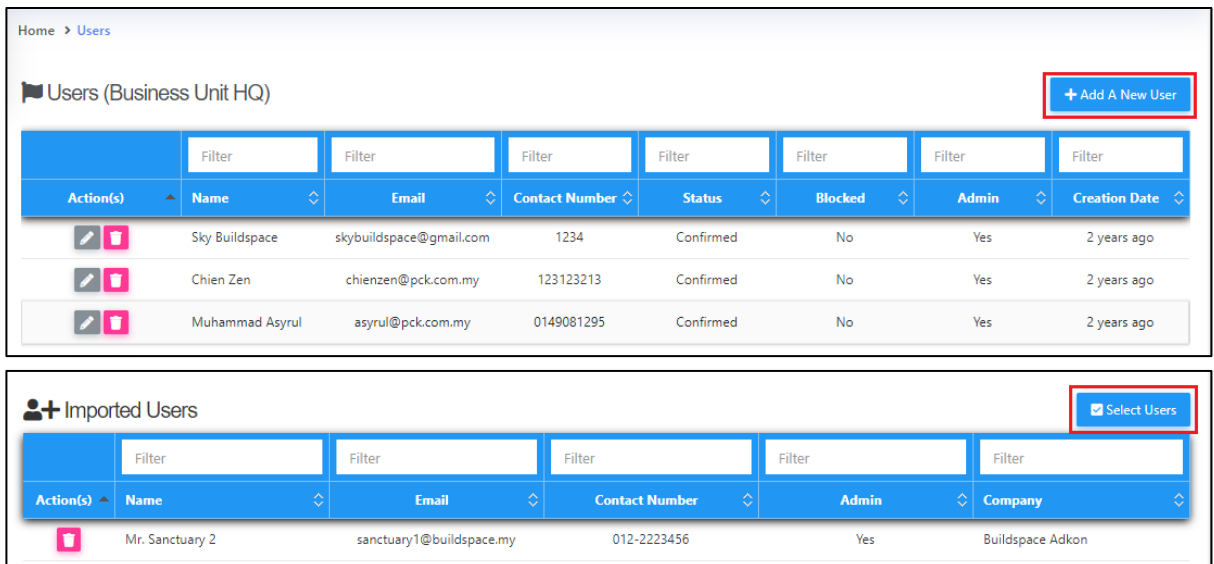 Home > Users
Users (Business Unit HQ)
+ Add A New User
Filter Filter Filter Filter Filter Filter Filter
Action(s) Name Email Contact Number Status Blocked Admin Creation Date
Sky Buildspace skybuildspace@gmail.com 1234 Confirmed No Yes 2 years ago
Chien Zen chienzen@pck.com.my 123123213 Confirmed No Yes 2 years ago
Muhammad Asyrul asyrul@pck.com.my 0149081295 Confirmed No Yes 2 years ago
Imported Users
Select Users
Filter Filter Filter Filter Filter
Action(s) Name Email Contact Number Admin Company
Mr. Sanctuary 2 sanctuary1@buildspace.my 012-2223456 Yes Buildspace Adkon